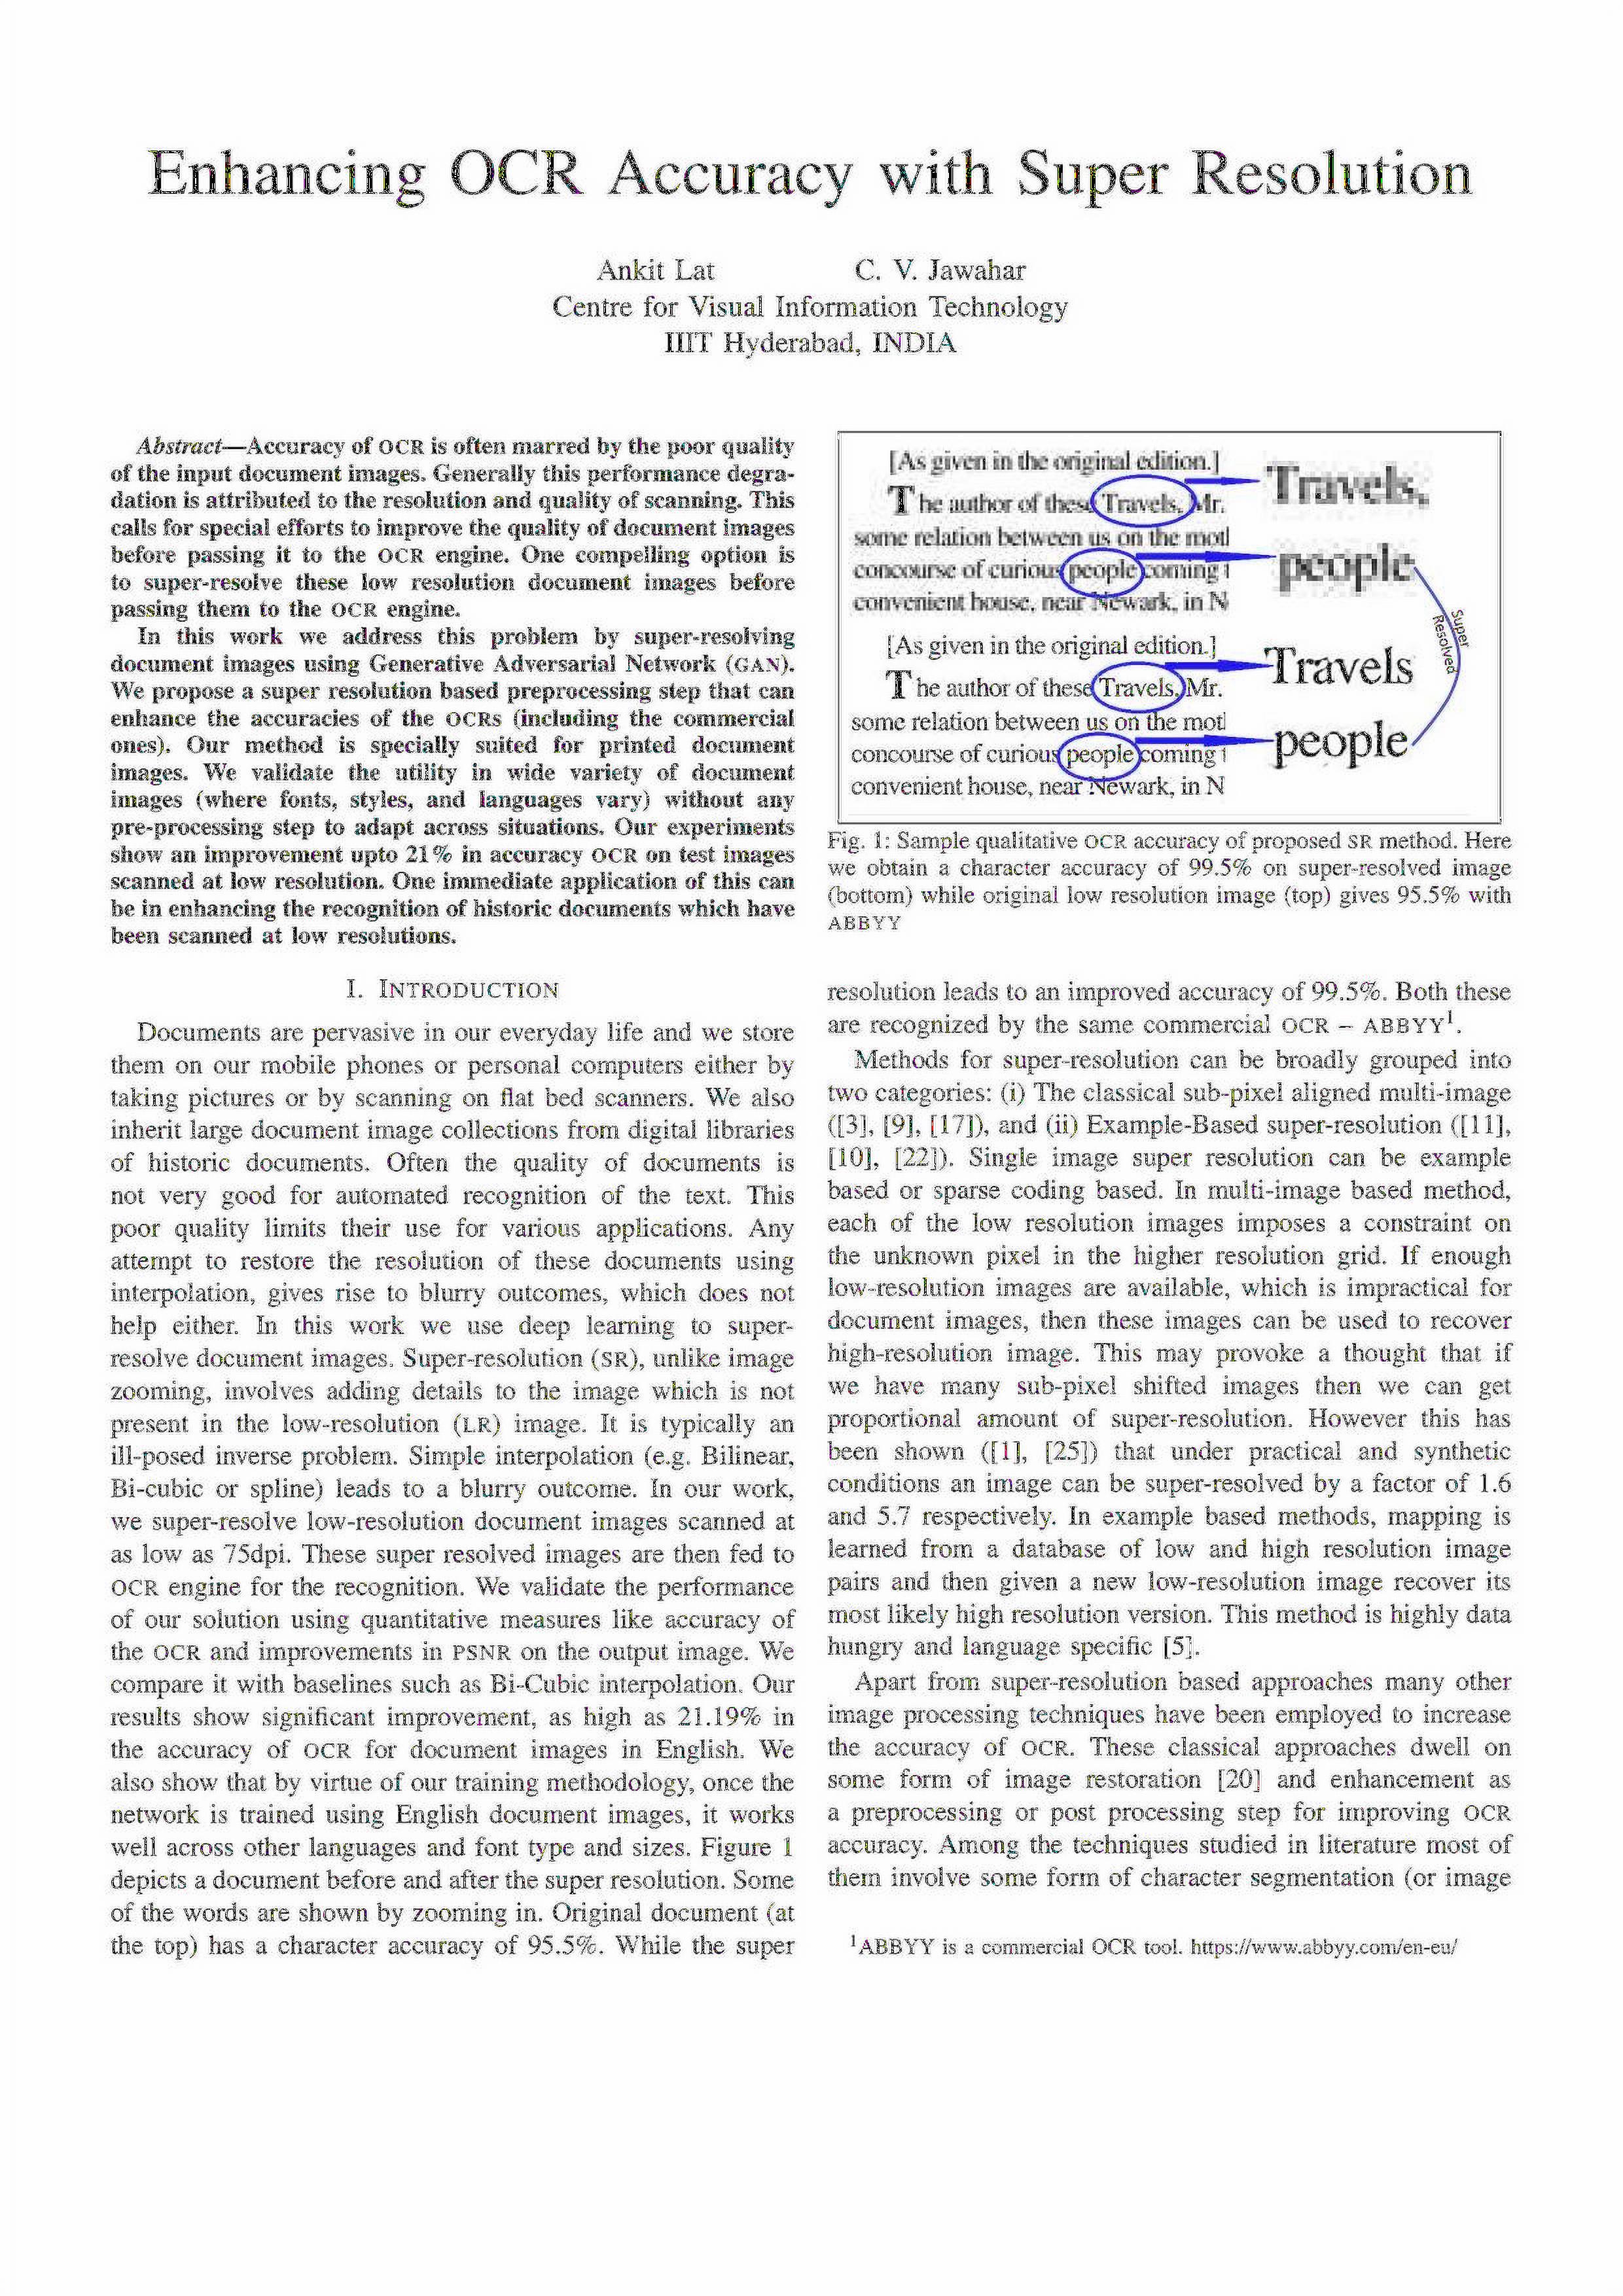 Enhancing OCR Accuracy with Super Resolution
Ankit Lat C. V. Jawahar
Centre for Visual Information Technology
IIIT Hyderabad, INDIA
Abstract—Accuracy of OCR is often marred by the poor quality
of the input document images. Generally this performance degra-
dation is attributed to the resolution and quality of scanning. This
calls for special efforts to improve the quality of document images
before passing it to the OCR engine. One compelling option is
to super-resolve these low resolution document images before
passing them to the OCR engine.
In this work we address this problem by super-resolving
document images using Generative Adversarial Network (GAN).
We propose a super resolution based preprocessing step that can
enhance the accuracies of the OCRs (including the commercial
ones). Our method is specially suited for printed document
images. We validate the utility in wide variety of document
images (where fonts, styles, and languages vary) without any
pre-processing step to adapt across situations. Our experiments
show an improvement upto 21% in accuracy OCR on test images
scanned at low resolution. One immediate application of this can
be in enhancing the recognition of historic documents which have
been scanned at low resolutions.
I. INTRODUCTION
Documents are pervasive in our everyday life and we store
them on our mobile phones or personal computers either by
taking pictures or by scanning on flat bed scanners. We also
inherit large document image collections from digital libraries
of historic documents. Often the quality of documents is
not very good for automated recognition of the text. This
poor quality limits their use for various applications. Any
attempt to restore the resolution of these documents using
interpolation, gives rise to blurry outcomes, which does not
help either. In this work we use deep learning to super-
resolve document images. Super-resolution (SR), unlike image
zooming, involves adding details to the image which is not
present in the low-resolution (LR) image. It is typically an
ill-posed inverse problem. Simple interpolation (e.g. Bilinear,
Bi-cubic or spline) leads to a blurry outcome. In our work,
we super-resolve low-resolution document images scanned at
as low as 75dpi. These super resolved images are then fed to
OCR engine for the recognition. We validate the performance
of our solution using quantitative measures like accuracy of
the OCR and improvements in PSNR on the output image. We
compare it with baselines such as Bi-Cubic interpolation. Our
results show significant improvement, as high as 21.19% in
the accuracy of OCR for document images in English. We
also show that by virtue of our training methodology, once the
network is trained using English document images, it works
well across other languages and font type and sizes. Figure 1
depicts a document before and after the super resolution. Some
of the words are shown by zooming in. Original document (at
the top) has a character accuracy of 95.5%. While the super
[As given in the original edition.]
The author of these Travels, Mr.
some relation between us on the motl
concourse of curious people coming t
convenient house, near Newark, in N
Travels,
people
[As given in the original edition.]
The author of these Travels, Mr.
some relation between us on the motl
concourse of curious people coming t
convenient house, near Newark, in N
Travels
people
Super
Resolved
Fig. 1: Sample qualitative OCR accuracy of proposed SR method. Here
we obtain a character accuracy of 99.5% on super-resolved image
(bottom) while original low resolution image (top) gives 95.5% with
ABBYY
resolution leads to an improved accuracy of 99.5%. Both these
are recognized by the same commercial OCR – ABBYY¹.
Methods for super-resolution can be broadly grouped into
two categories: (i) The classical sub-pixel aligned multi-image
([3], [9], [17]), and (ii) Example-Based super-resolution ([11],
[10], [22]). Single image super resolution can be example
based or sparse coding based. In multi-image based method,
each of the low resolution images imposes a constraint on
the unknown pixel in the higher resolution grid. If enough
low-resolution images are available, which is impractical for
document images, then these images can be used to recover
high-resolution image. This may provoke a thought that if
we have many sub-pixel shifted images then we can get
proportional amount of super-resolution. However this has
been shown ([1], [25]) that under practical and synthetic
conditions an image can be super-resolved by a factor of 1.6
and 5.7 respectively. In example based methods, mapping is
learned from a database of low and high resolution image
pairs and then given a new low-resolution image recover its
most likely high resolution version. This method is highly data
hungry and language specific [5].
Apart from super-resolution based approaches many other
image processing techniques have been employed to increase
the accuracy of OCR. These classical approaches dwell on
some form of image restoration [20] and enhancement as
a preprocessing or post processing step for improving OCR
accuracy. Among the techniques studied in literature most of
them involve some form of character segmentation (or image
¹ABBYY is a commercial OCR tool. https://www.abbyy.com/en-eu/